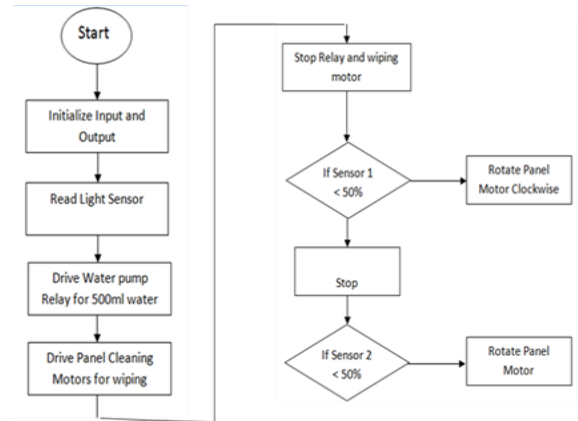 Start
Initialize Input and
Output
Read Light Sensor
Drive Water pump
Relay for 500ml water
Drive Panel Cleaning
Motors for wiping
Stop Relay and wiping
motor
If Sensor 1
< 50%
Rotate Panel
Motor Clockwise
Stop
If Sensor 2
< 50%
Rotate Panel
Motor